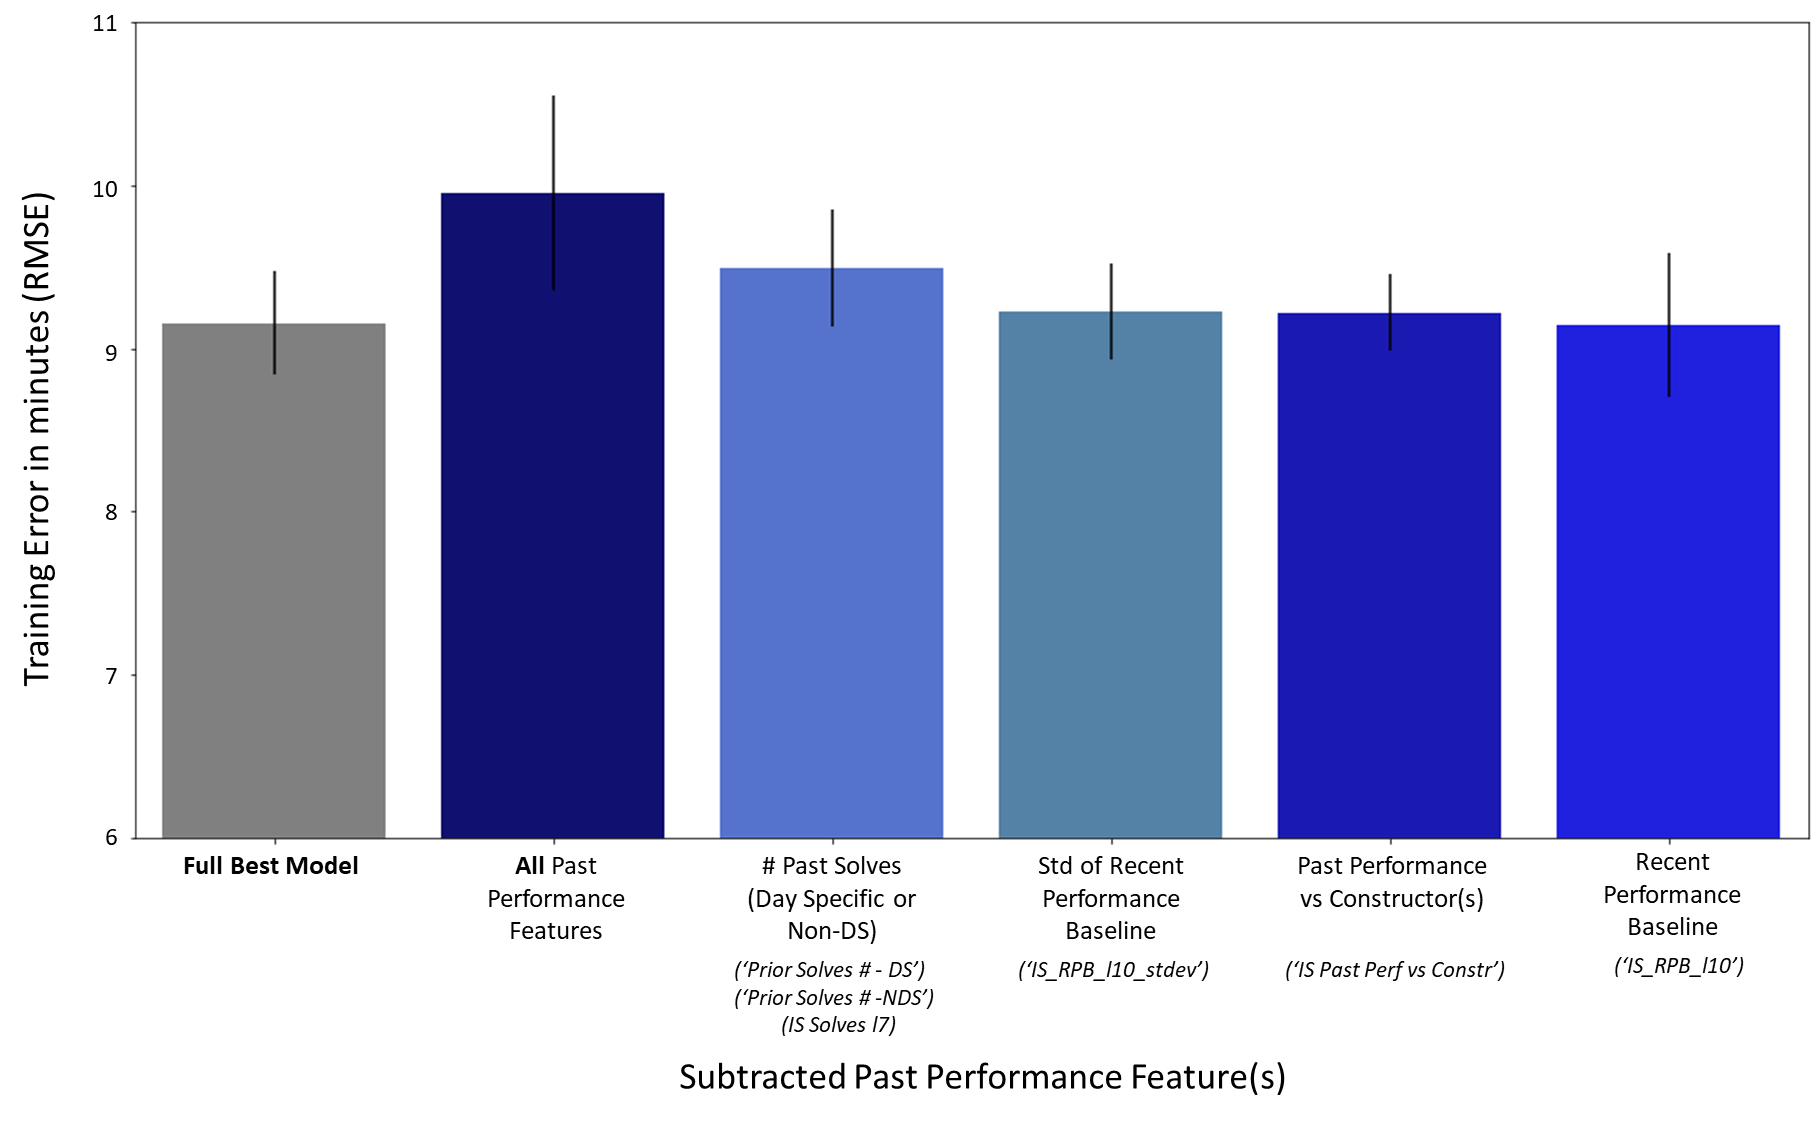 11
10
9
8
7
6
Training Error in minutes (RMSE)
Full Best Model
All Past
Performance
Features
# Past Solves
(Day Specific or
Non-DS)
(‘Prior Solves # - DS’)
(‘Prior Solves # -NDS’)
(IS Solves l7)
Std of Recent
Performance
Baseline
(‘IS_RPB_l10_stdev’)
Past Performance
vs Constructor(s)
(‘IS Past Perf vs Constr’)
Recent
Performance
Baseline
(‘IS_RPB_l10’)
Subtracted Past Performance Feature(s)